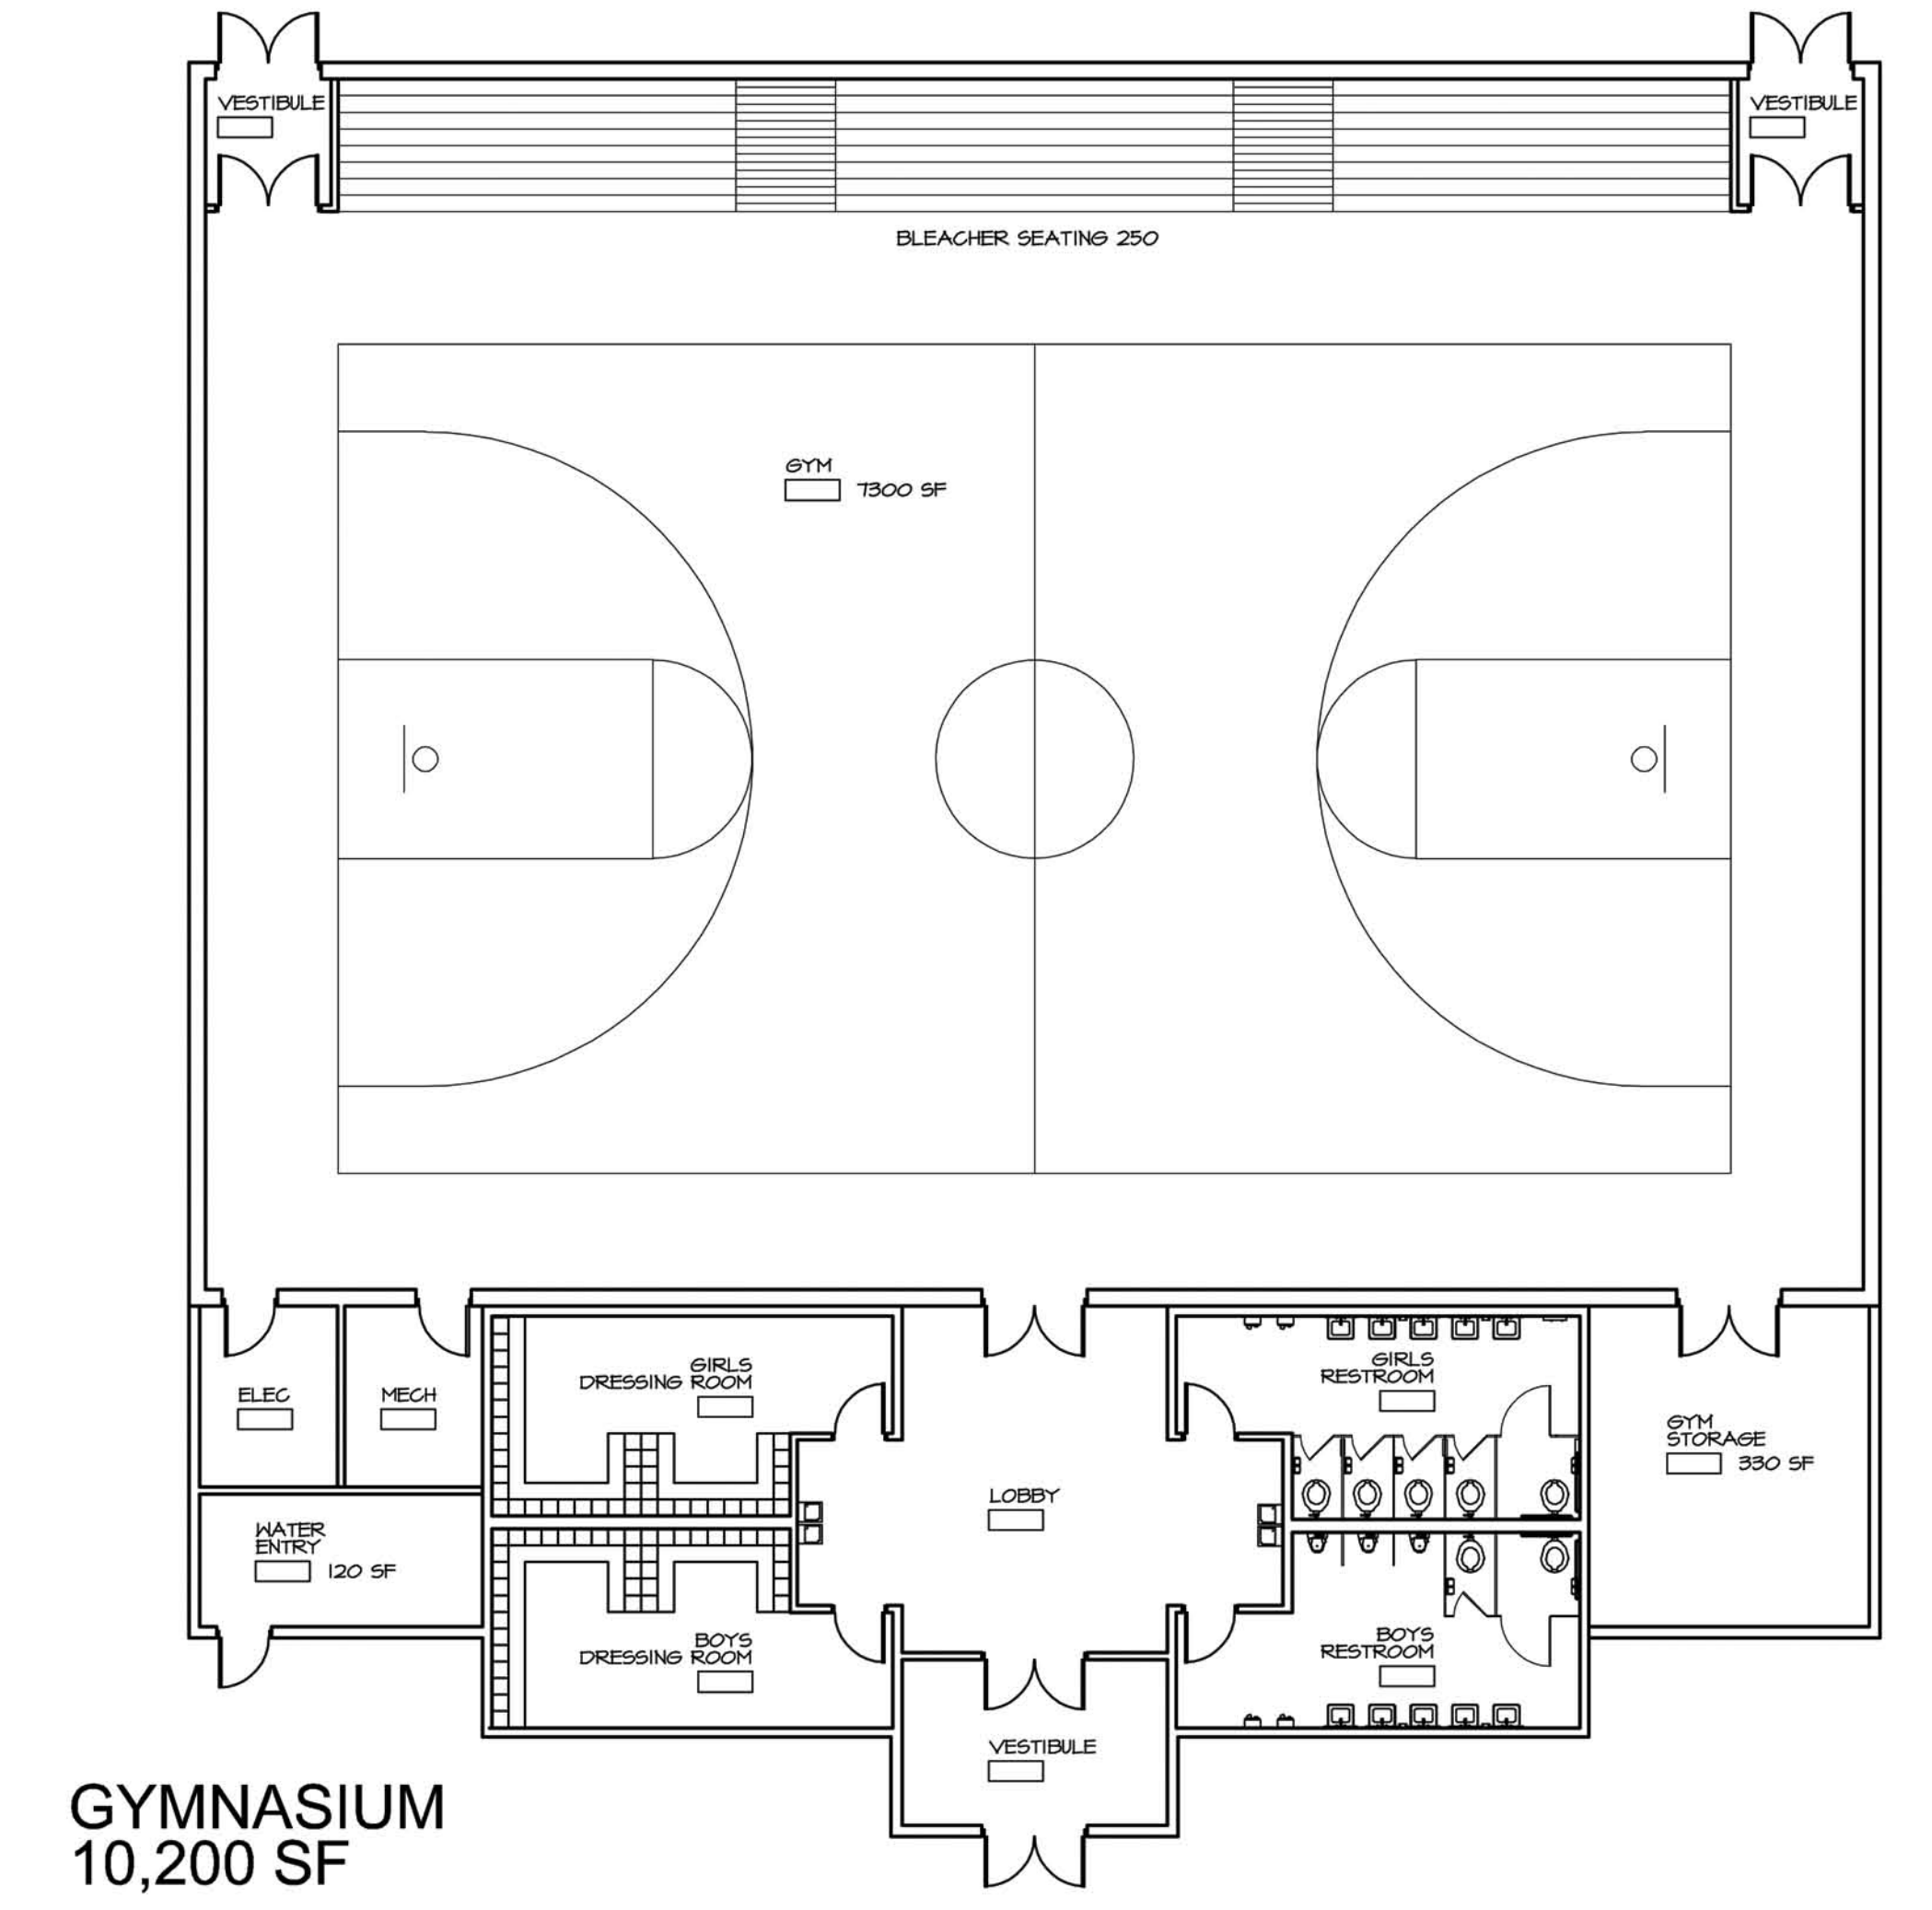 VESTIBULE
VESTIBULE
BLEACHER SEATING 250
GYM
7300 SF
ELEC
MECH
GIRLS
DRESSING ROOM
GIRLS
RESTROOM
GYM
STORAGE
330 SF
LOBBY
WATER
ENTRY
120 SF
BOYS
DRESSING ROOM
BOYS
RESTROOM
VESTIBULE
GYMNASIUM
10,200 SF